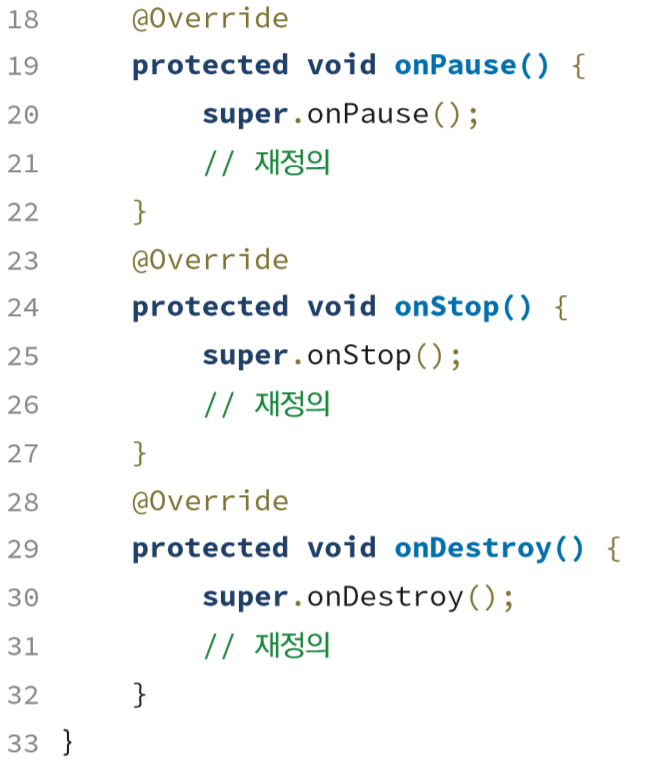 18 @Override
19 protected void onPause() {
20 super.onPause();
21 // 재정의
22 }
23 @Override
24 protected void onStop() {
25 super.onStop();
26 // 재정의
27 }
28 @Override
29 protected void onDestroy() {
30 super.onDestroy();
31 // 재정의
32 }
33 }